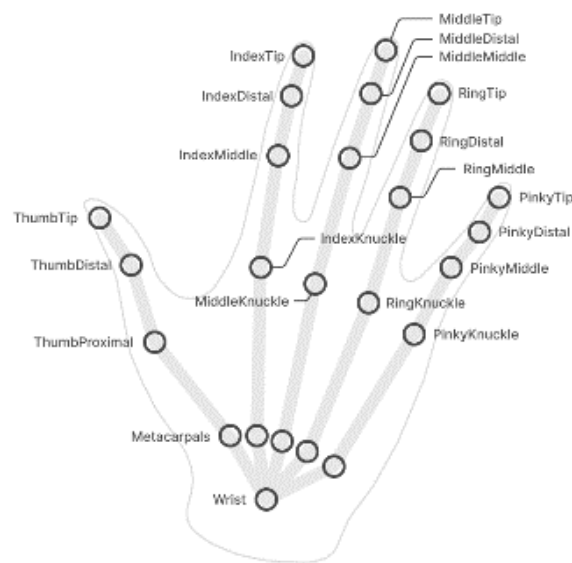 MiddleTip
MiddleDistal
MiddleMiddle
IndexTip
IndexDistal
RingTip
RingDistal
IndexMiddle
RingMiddle
PinkyTip
ThumbTip
PinkyDistal
IndexKnuckle
ThumbDistal
PinkyMiddle
MiddleKnuckle
RingKnuckle
PinkyKnuckle
ThumbProximal
Metacarpals
Wrist